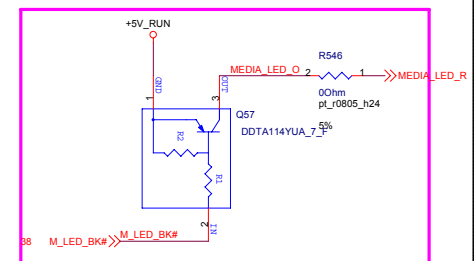 +5V_RUN
R546
MEDIA_LED_O
2
1
MEDIA_LED_R
GND
OUT
0Ohm
pt_r0805_h24
1
3
Q57
5%
DDTA114YUA_7_F
R2
R1
2
IN
38
M_LED_BK#
M_LED_BK#